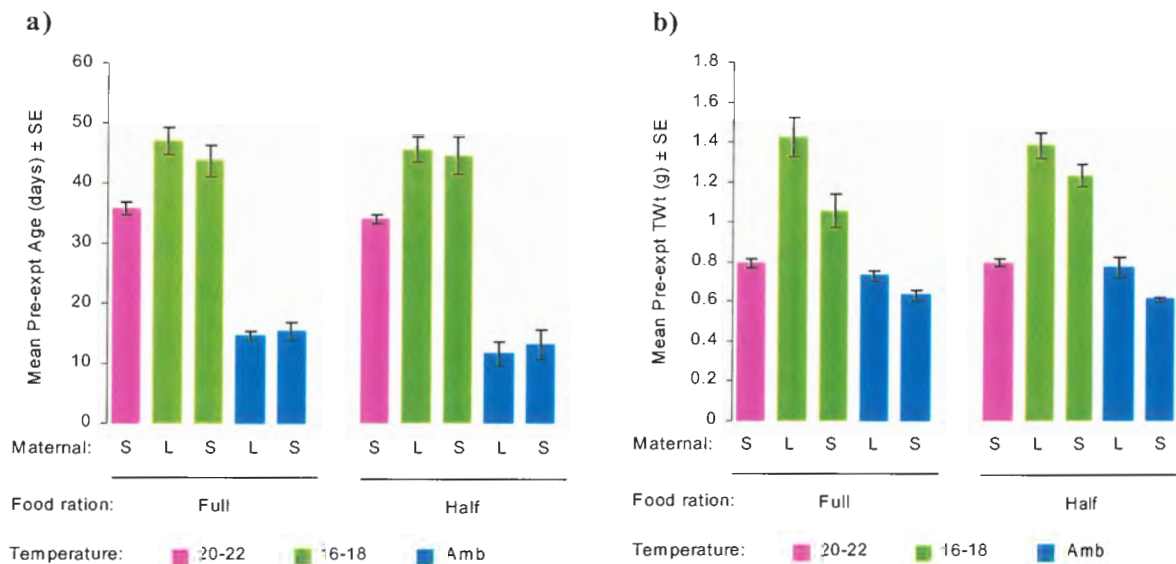 a)
Mean Pre-expt Age (days) ± SE
60
50
40
30
20
10
0
Maternal: S L S L S S L S L S
Food ration: Full Half
Temperature: 20-22 16-18 Amb
b)
Mean Pre-expt TWt (g) ± SE
1.8
1.6
1.4
1.2
1
0.8
0.6
0.4
0.2
0
Maternal: S L S L S S L S L S
Food ration: Full Half
Temperature: 20-22 16-18 Amb